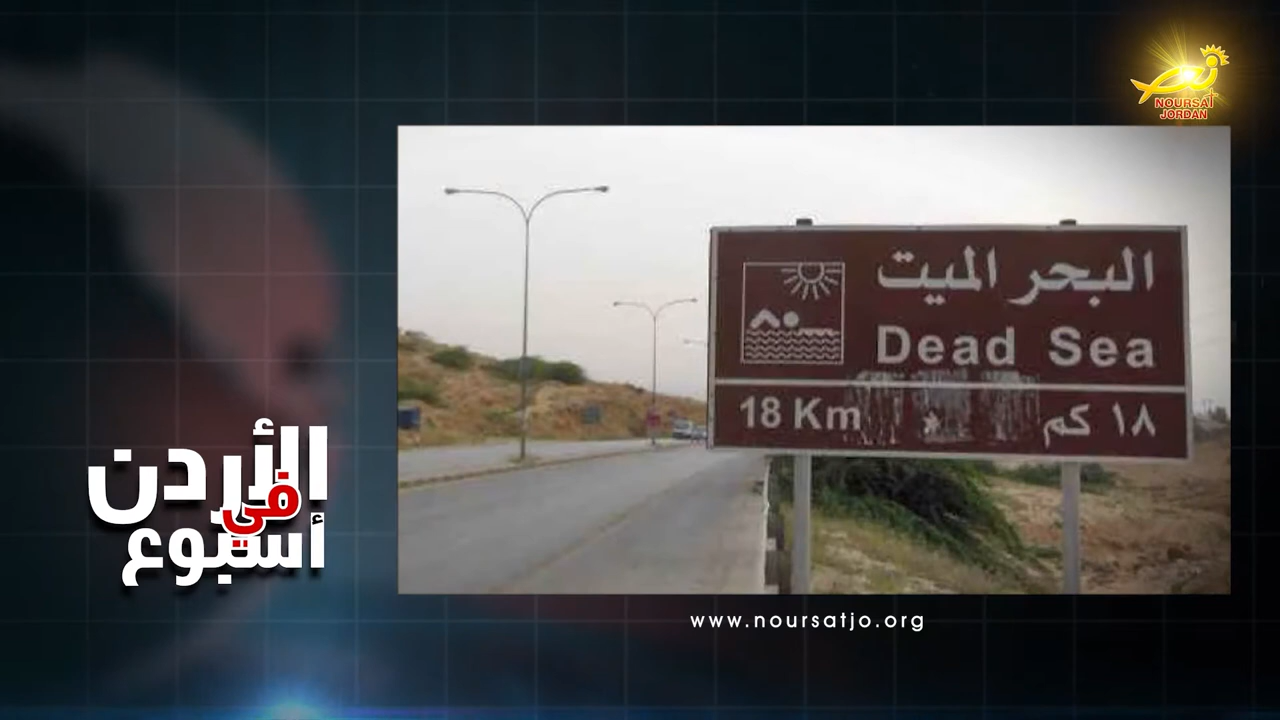 NOURSAT
JORDAN
البحر الميت
Dead Sea
18 Km
١٨ كم
الأردن
في
أسبوع
www.noursatjo.org